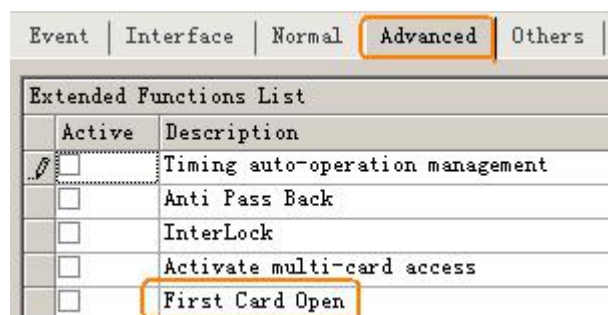 Event | Interface | Normal Advanced Others |
Extended Functions List
Active Description
Timing auto-operation management
Anti Pass Back
InterLock
Activate multi-card access
First Card Open